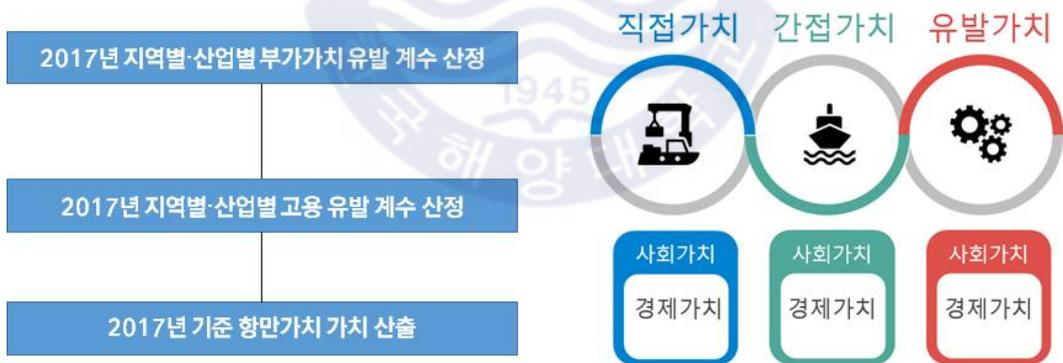 2017년 지역별·산업별 부가가치 유발 계수 산정
2017년 지역별·산업별 고용 유발 계수 산정
2017년 기준 항만가치 가치 산출
직접가치 간접가치 유발가치
사회가치 사회가치 사회가치
경제가치 경제가치 경제가치
1945
해양대